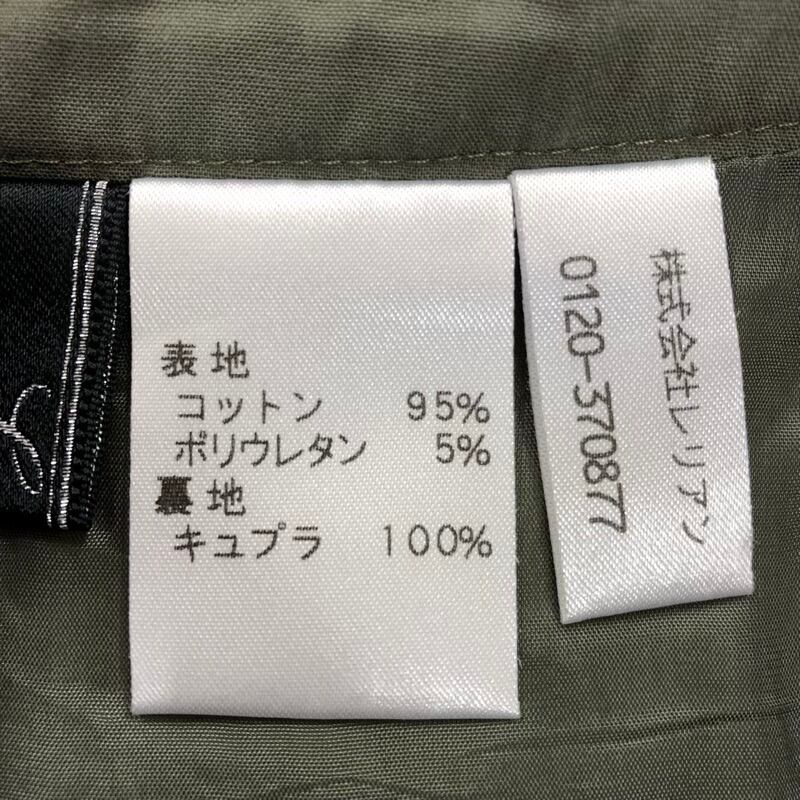 表地
コットン 95%
ポリウレタン 5%
裏地
キュプラ 100%
株式会社レリアン
0120-370877